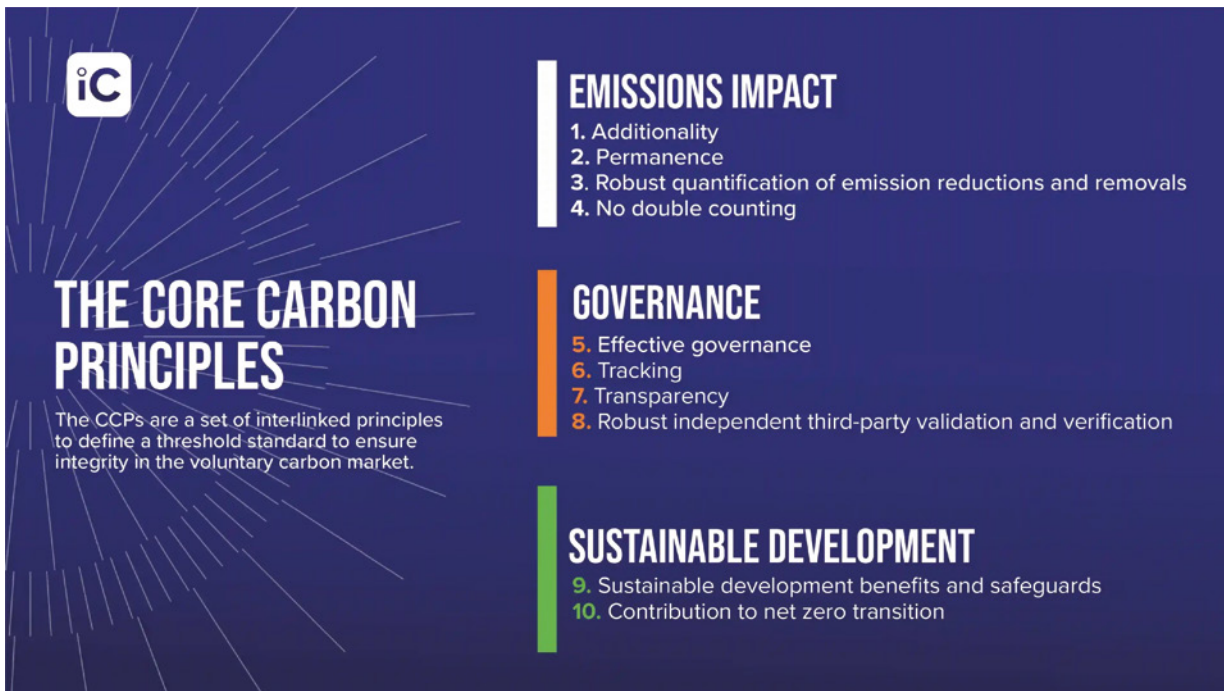 iC
THE CORE CARBON
PRINCIPLES
The CCPs are a set of interlinked principles
to define a threshold standard to ensure
integrity in the voluntary carbon market.
EMISSIONS IMPACT
1. Additionality
2. Permanence
3. Robust quantification of emission reductions and removals
4. No double counting
GOVERNANCE
5. Effective governance
6. Tracking
7. Transparency
8. Robust independent third-party validation and verification
SUSTAINABLE DEVELOPMENT
9. Sustainable development benefits and safeguards
10. Contribution to net zero transition